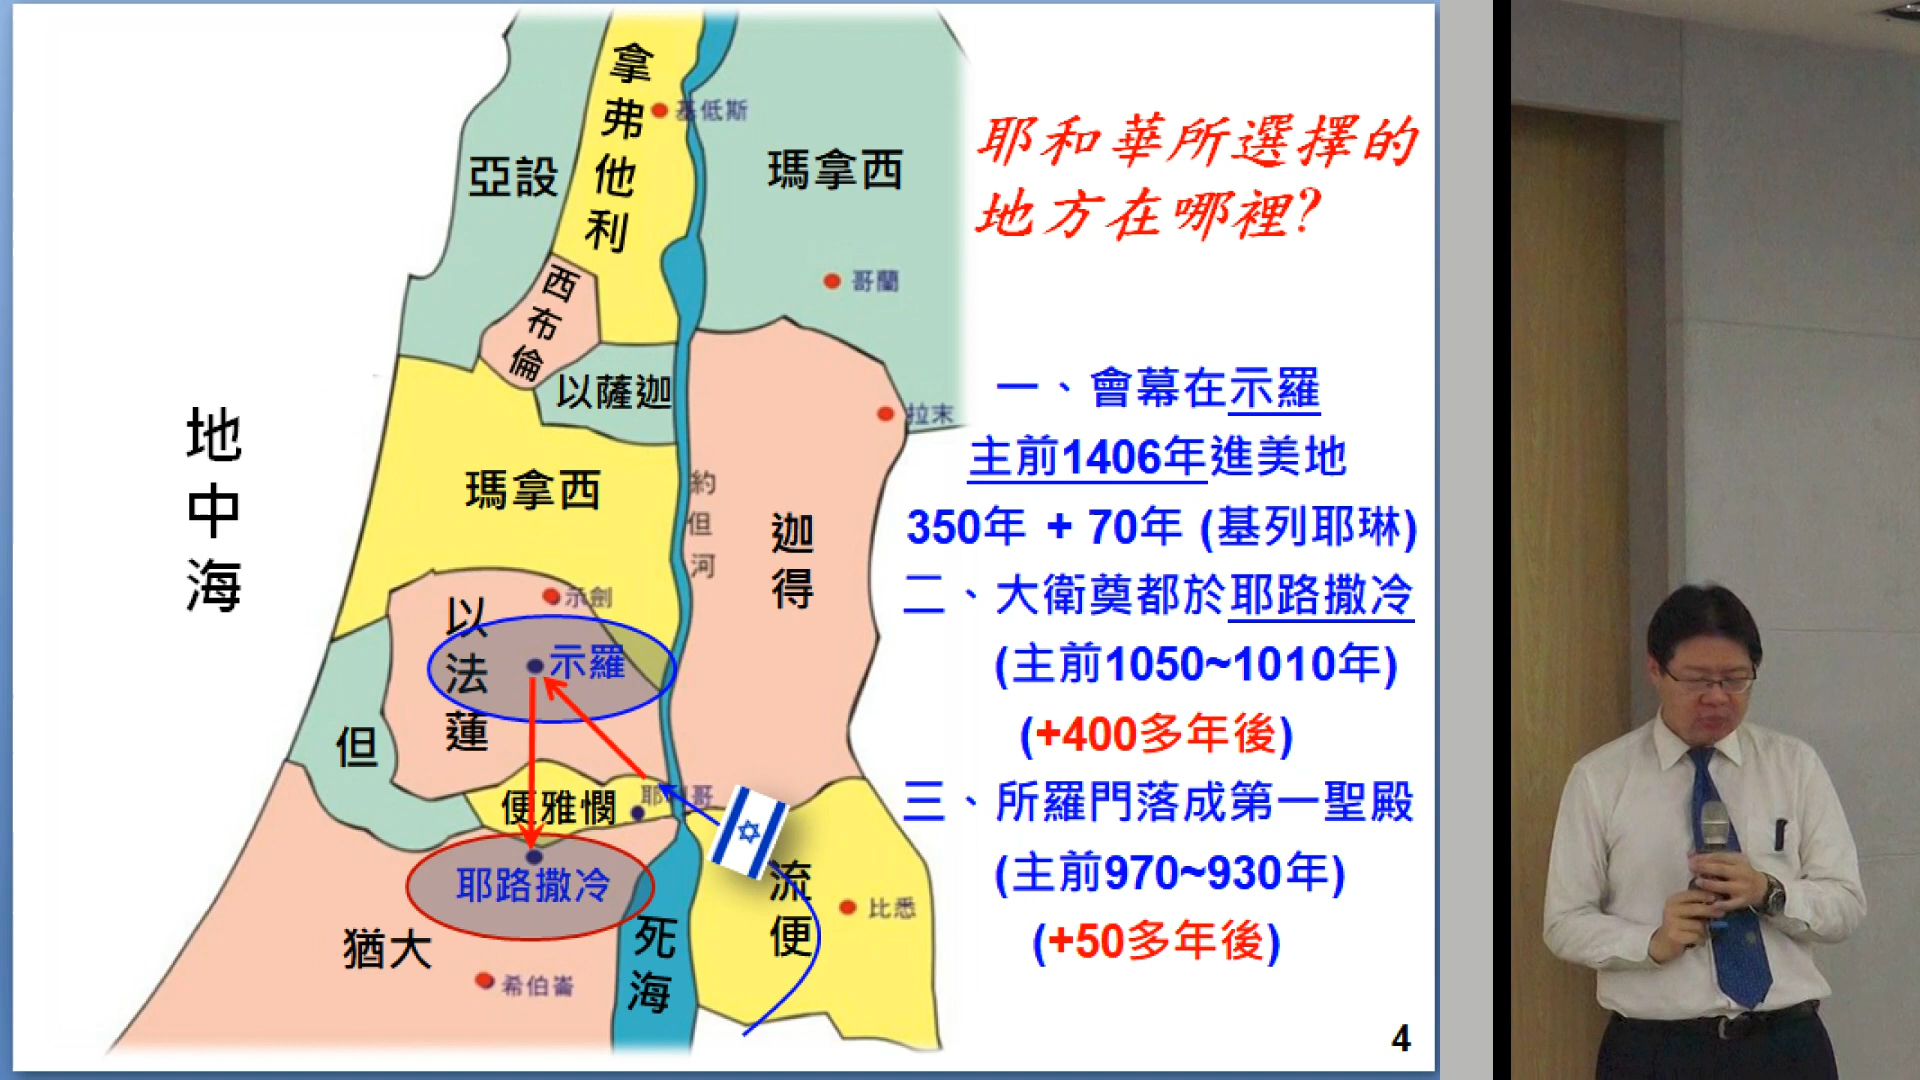 耶和華所選擇的
地方在哪裡?
一、會幕在示羅
主前1406年進美地
350年 + 70年 (基列耶琳)
二、大衛奠都於耶路撒冷
(主前1050~1010年)
(+400多年後)
三、所羅門落成第一聖殿
(主前970~930年)
(+50多年後)
4
地中海
亞設
拿弗他利
基低斯
瑪拿西
哥蘭
西布倫
以薩迦
拉末
瑪拿西
約但河
迦得
示劍
以法蓮
示羅
但
便雅憫
耶利哥
耶路撒冷
流便
比悉
猶大
希伯崙
死海